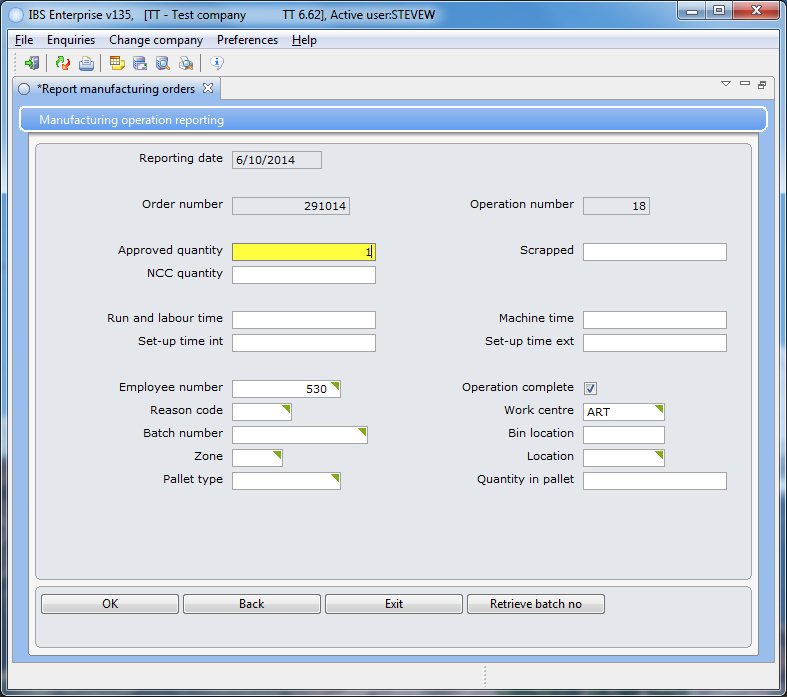 IBS Enterprise v135, [TT - Test company TT 6.62], Active user:STEVEW
File Enquiries Change company Preferences Help
*Report manufacturing orders
Manufacturing operation reporting
Reporting date 6/10/2014
Order number 291014 Operation number 18
Approved quantity 1 Scrapped
NCC quantity
Run and labour time Machine time
Set-up time int Set-up time ext
Employee number 530 Operation complete
Reason code Work centre ART
Batch number Bin location
Zone Location
Pallet type Quantity in pallet
OK Back Exit Retrieve batch no